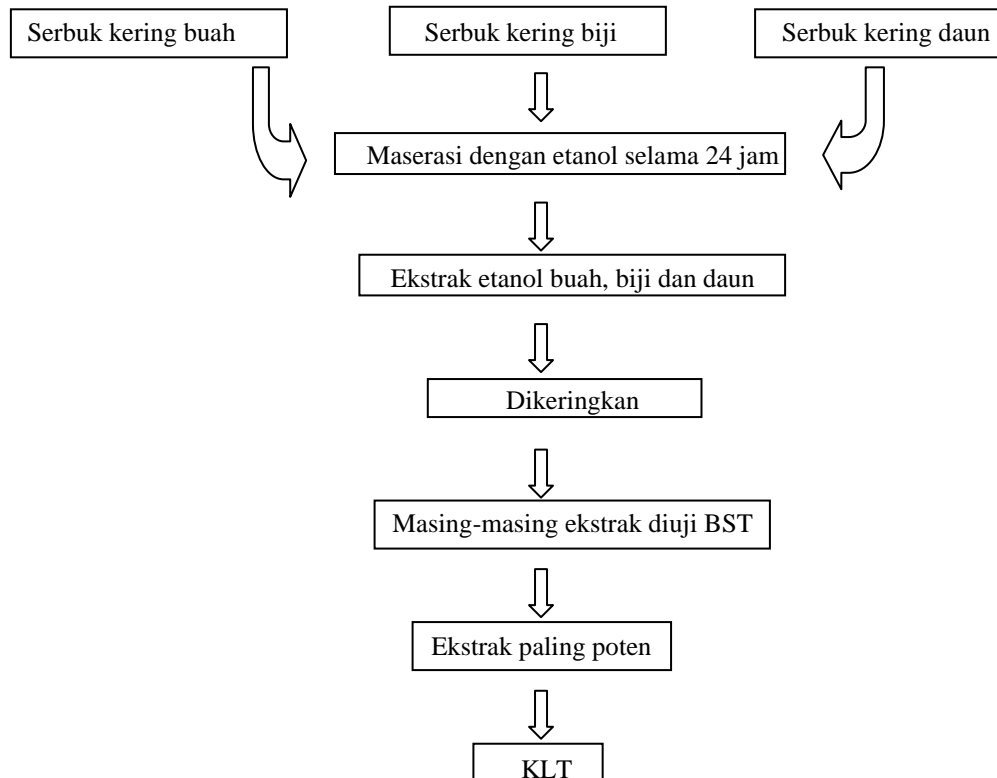 Serbuk kering buah
Serbuk kering biji
Serbuk kering daun
Maserasi dengan etanol selama 24 jam
Ekstrak etanol buah, biji dan daun
Dikeringkan
Masing-masing ekstrak diuji BST
Ekstrak paling poten
KLT